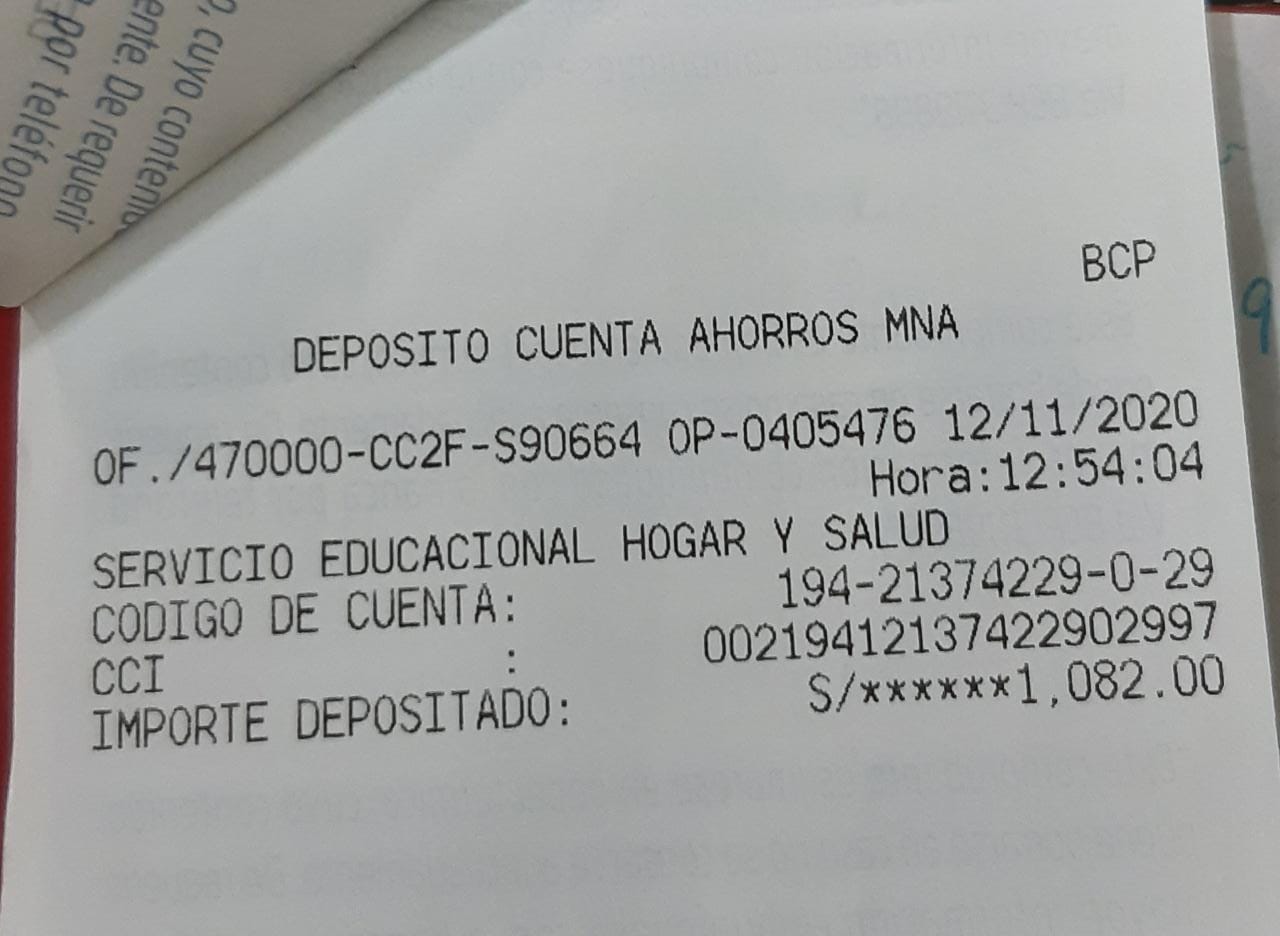 O, cuyo conteni
ente. De requerir
por teléfono
BCP
DEPOSITO CUENTA AHORROS MNA
OF./470000-CC2F-S90664 OP-0405476 12/11/2020
Hora:12:54:04
SERVICIO EDUCACIONAL HOGAR Y SALUD
CODIGO DE CUENTA: 194-21374229-0-29
CCI : 00219412137422902997
IMPORTE DEPOSITADO: S/******1,082.00
9